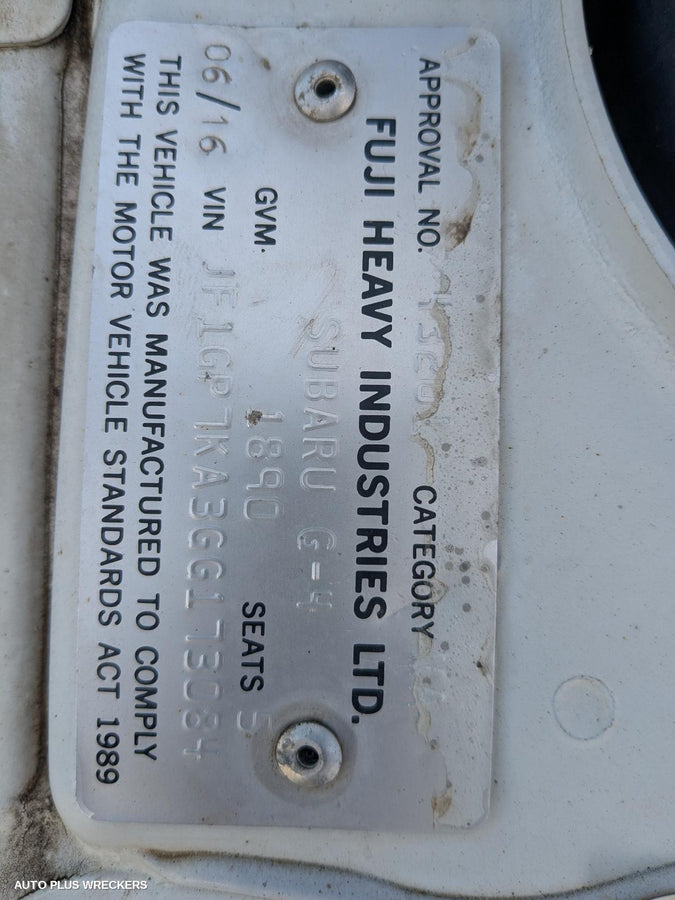 APPROVAL NO. CATEGORY
FUJI HEAVY INDUSTRIES LTD.
SUBARU G-4
GVM. 1890 SEATS 5
06/16 VIN JF1GP7KA3GG173084
THIS VEHICLE WAS MANUFACTURED TO COMPLY
WITH THE MOTOR VEHICLE STANDARDS ACT 1989
AUTO PLUS WRECKERS